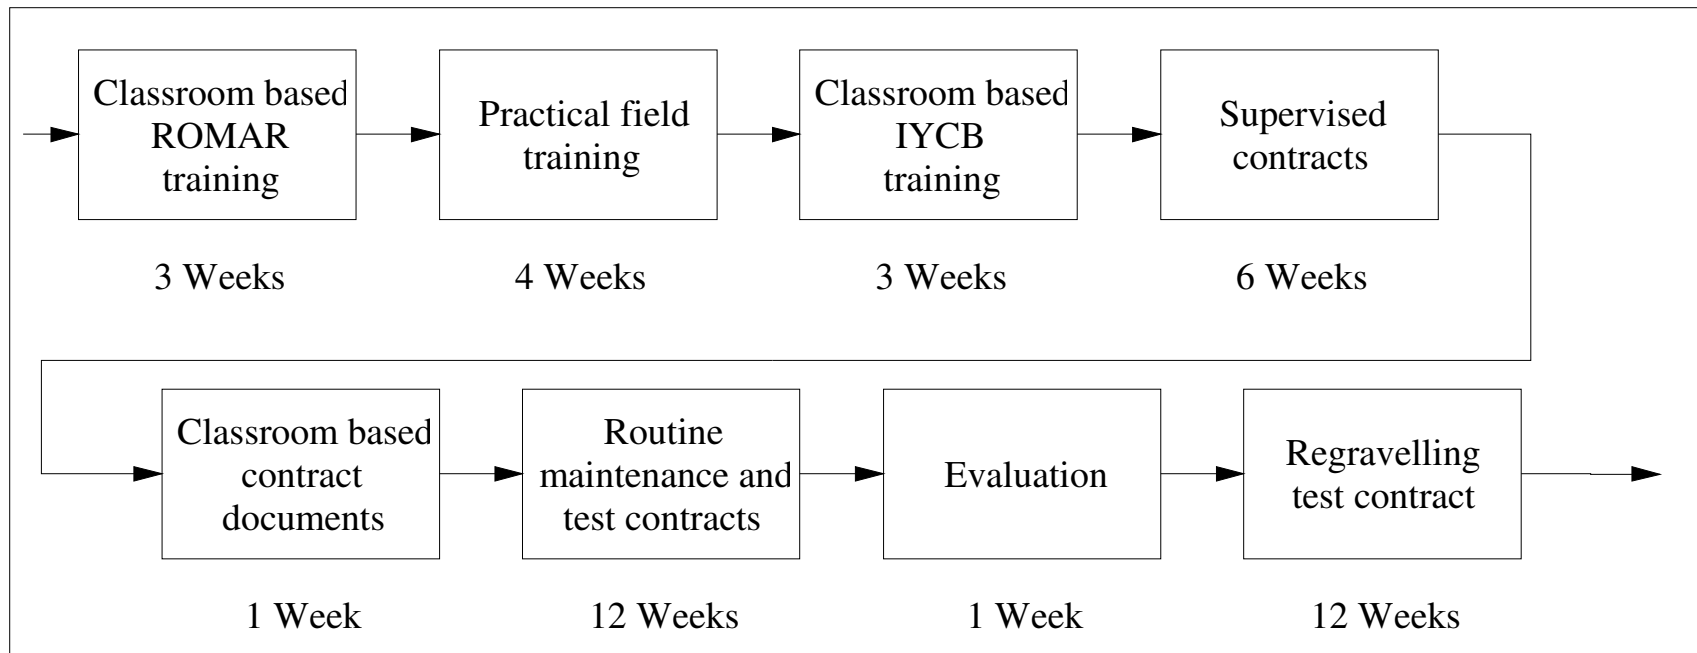 Classroom based
ROMAR
training
Practical field
training
Classroom based
IYCB
training
Supervised
contracts
3 Weeks
4 Weeks
3 Weeks
6 Weeks
Classroom based
contract
documents
Routine
maintenance and
test contracts
Evaluation
Regravelling
test contract
1 Week
12 Weeks
1 Week
12 Weeks